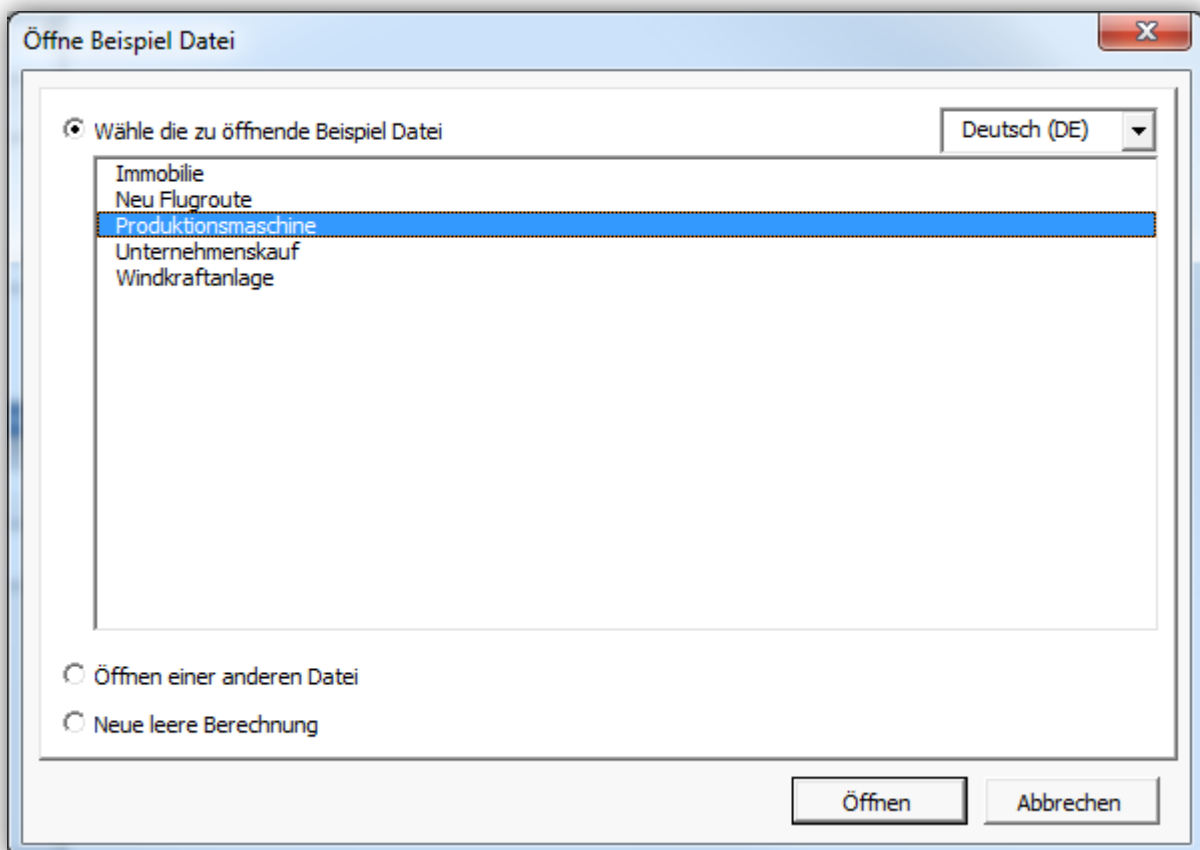 Öffne Beispiel Datei
Wähle die zu öffnende Beispiel Datei
Deutsch (DE)
Immobilie
Neu Flugroute
Produktionsmaschine
Unternehmenskauf
Windkraftanlage
Öffnen einer anderen Datei
Neue leere Berechnung
Öffnen
Abbrechen